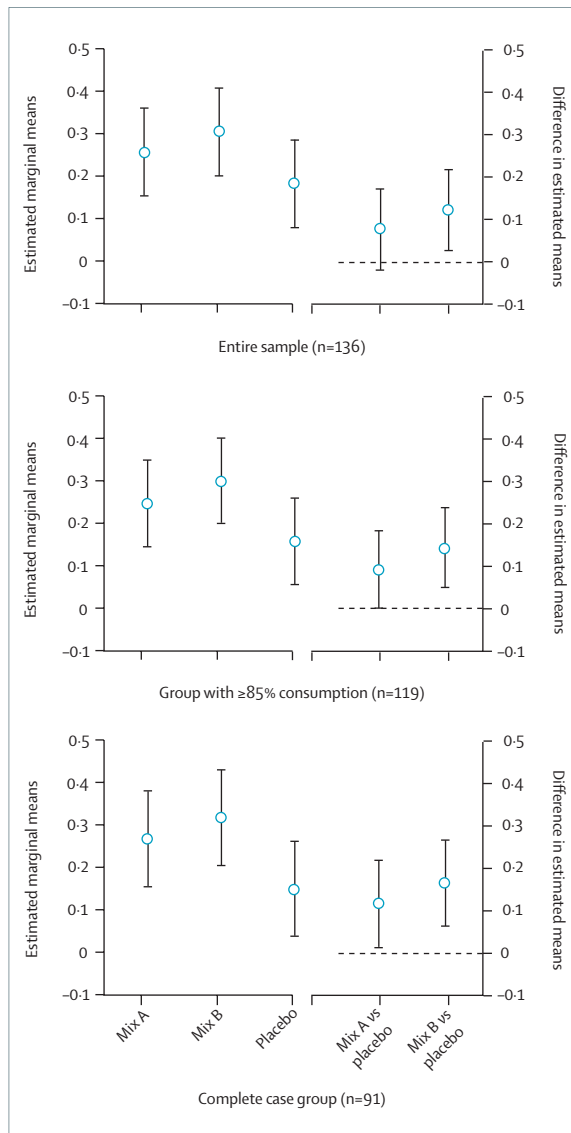 0·5
0·4
0·3
0·2
0·1
0
–0·1
Estimated marginal means
0·5
0·4
0·3
0·2
0·1
0
–0·1
Difference in estimated means
Entire sample (n=136)
0·5
0·4
0·3
0·2
0·1
0
–0·1
Estimated marginal means
0·5
0·4
0·3
0·2
0·1
0
–0·1
Difference in estimated means
Group with ≥85% consumption (n=119)
0·5
0·4
0·3
0·2
0·1
0
–0·1
Estimated marginal means
0·5
0·4
0·3
0·2
0·1
0
–0·1
Difference in estimated means
Mix A
Mix B
Placebo
Mix A vs
placebo
Mix B vs
placebo
Complete case group (n=91)